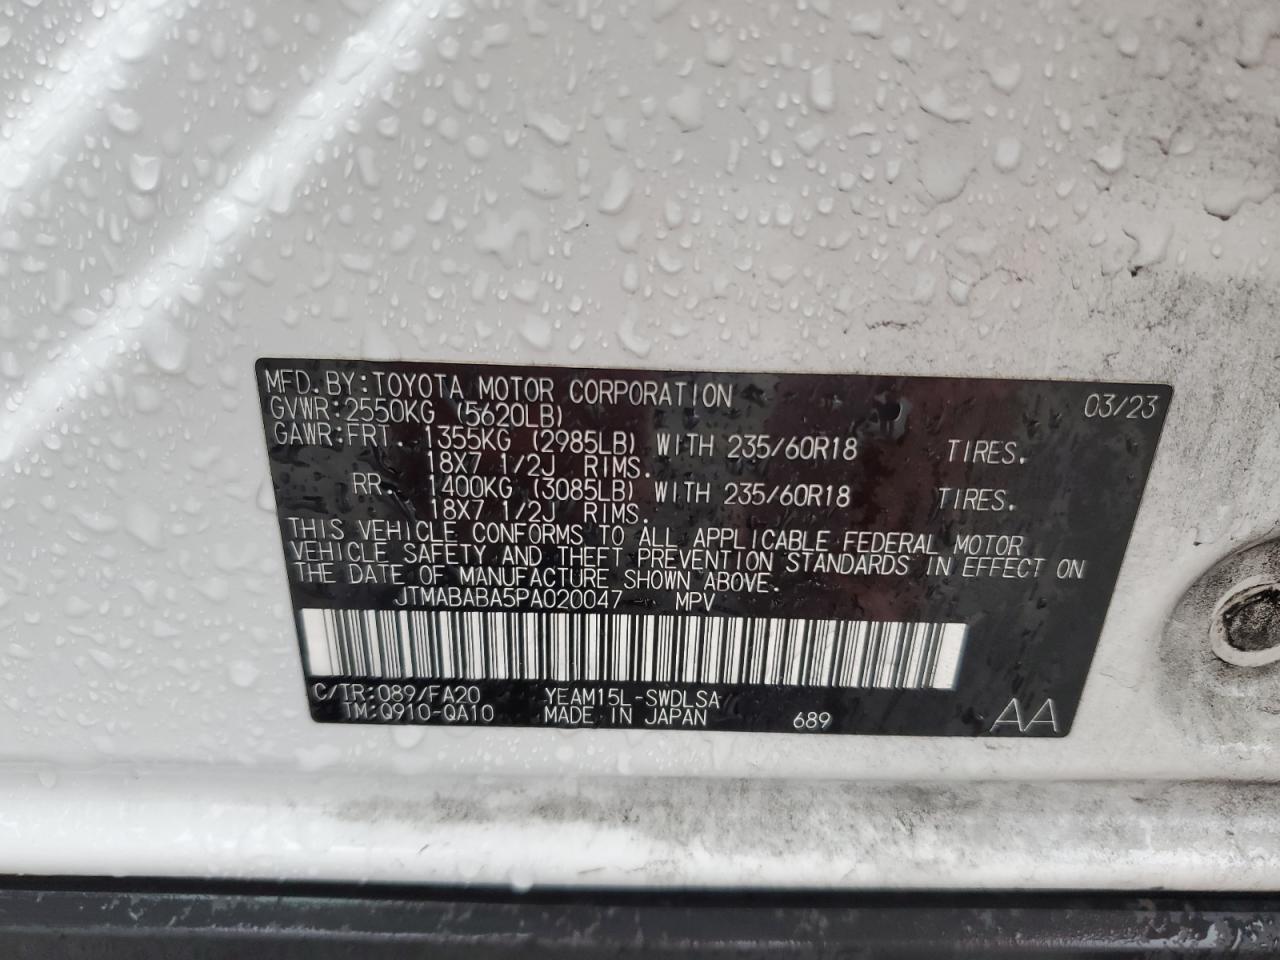 MFD.BY:TOYOTA MOTOR CORPORATION 03/23
GVWR:2550KG (5620LB)
GAWR:FRT. 1355KG (2985LB) WITH 235/60R18 TIRES.
18X7 1/2J RIMS.
RR. 1400KG (3085LB) WITH 235/60R18 TIRES.
18X7 1/2J RIMS.
THIS VEHICLE CONFORMS TO ALL APPLICABLE FEDERAL MOTOR
VEHICLE SAFETY AND THEFT PREVENTION STANDARDS IN EFFECT ON
THE DATE OF MANUFACTURE SHOWN ABOVE.
JTMABABA5PA020047 MPV
C/TR:089/FA20 YEAM15L-SWDLSA
TM:Q910-QA10 MADE IN JAPAN 689 AA